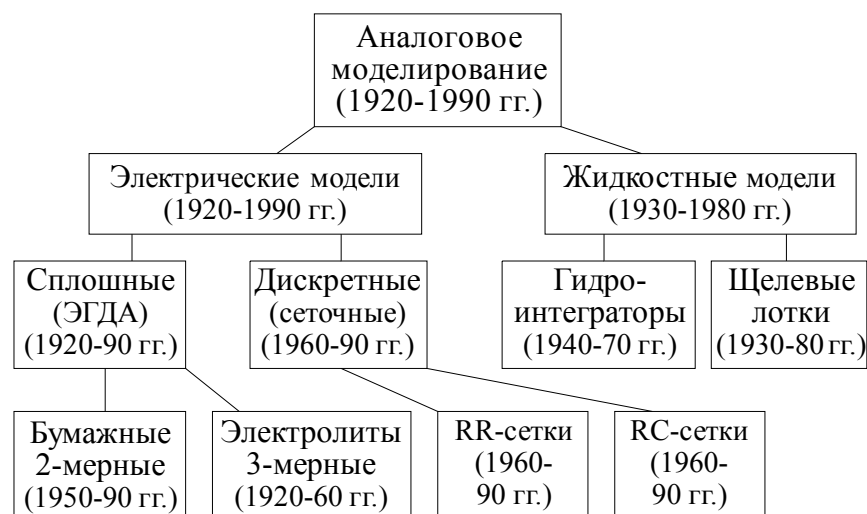 Аналоговое
моделирование
(1920-1990 гг.)
Электрические модели
(1920-1990 гг.)
Жидкостные модели
(1930-1980 гг.)
Сплошные
(ЭГДА)
(1920-90 гг.)
Дискретные
(сеточные)
(1960-90 гг.)
Гидро-
интеграторы
(1940-70 гг.)
Щелевые
лотки
(1930-80 гг.)
Бумажные
2-мерные
(1950-90 гг.)
Электролиты
3-мерные
(1920-60 гг.)
RR-сетки
(1960-
90 гг.)
RC-сетки
(1960-
90 гг.)